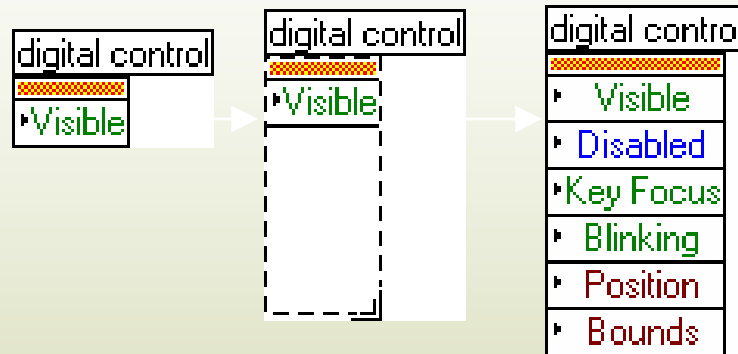 digital control
Visible
digital control
Visible
digital contro
Visible
Disabled
Key Focus
Blinking
Position
Bounds